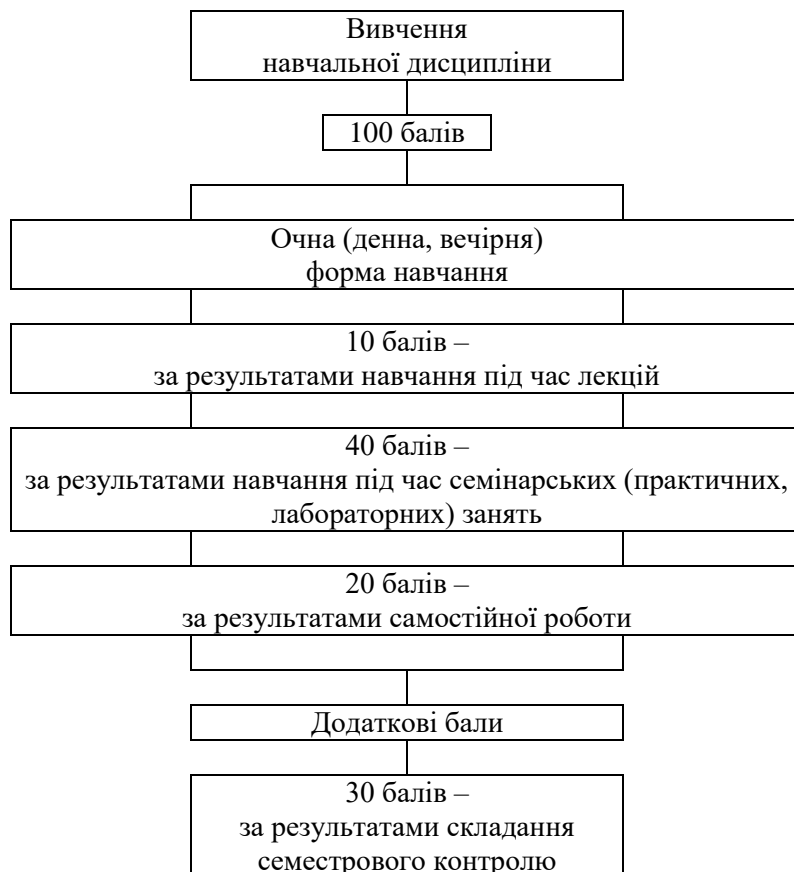 Вивчення
навчальної дисципліни
100 балів
Очна (денна, вечірня)
форма навчання
10 балів –
за результатами навчання під час лекцій
40 балів –
за результатами навчання під час семінарських (практичних,
лабораторних) занять
20 балів –
за результатами самостійної роботи
Додаткові бали
30 балів –
за результатами складання
семестрового контролю